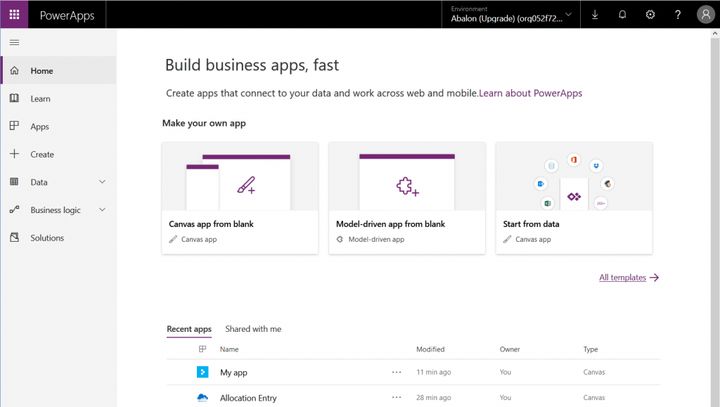 PowerApps
Environment
Abalon (Upgrade) (org052f72...
Home
Learn
Apps
Create
Data
Business logic
Solutions
Build business apps, fast
Create apps that connect to your data and work across web and mobile.Learn about PowerApps
Make your own app
Canvas app from blank
Canvas app
Model-driven app from blank
Model-driven app
Start from data
Canvas app
All templates
Recent apps Shared with me
Name Modified Owner Type
My app ... 11 min ago You Canvas
Allocation Entry ... 28 min ago You Canvas